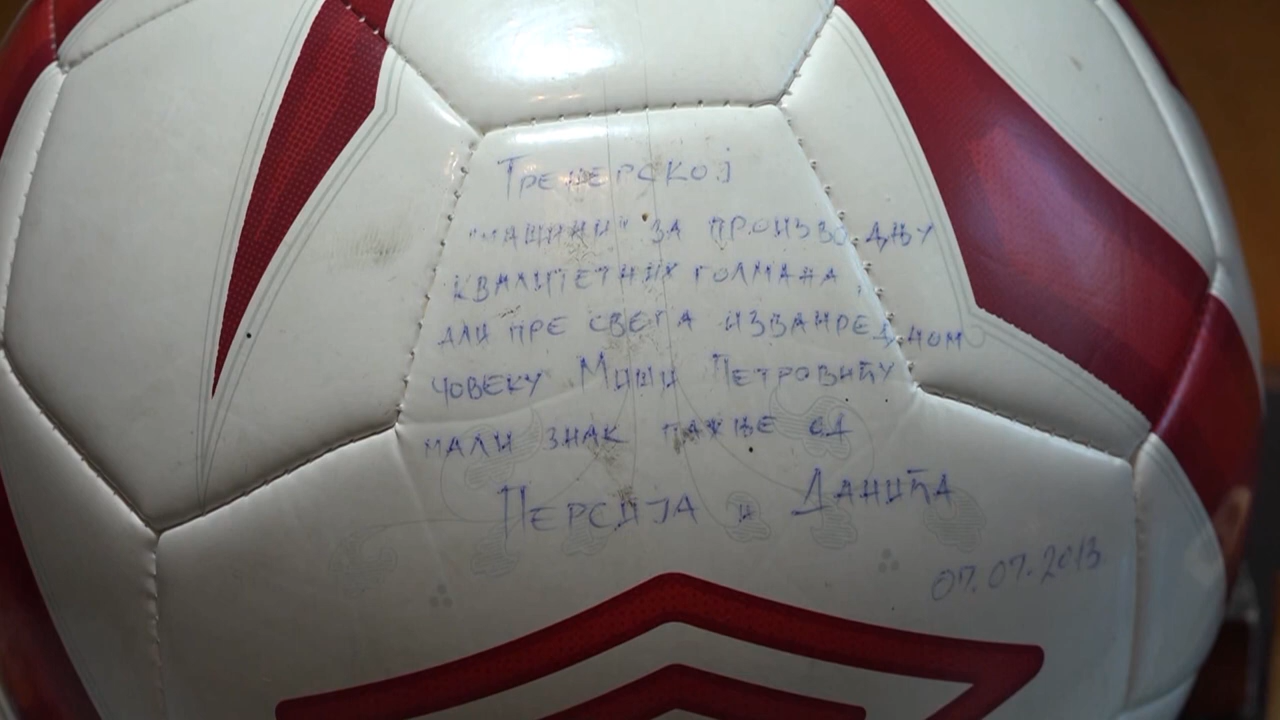 Тренерској
"машини" за производњу
квалитетних голмана,
али пре свега изванредном
човеку Миши Петровићу
мали знак пажње од
Персија и Данића
07.07.2013